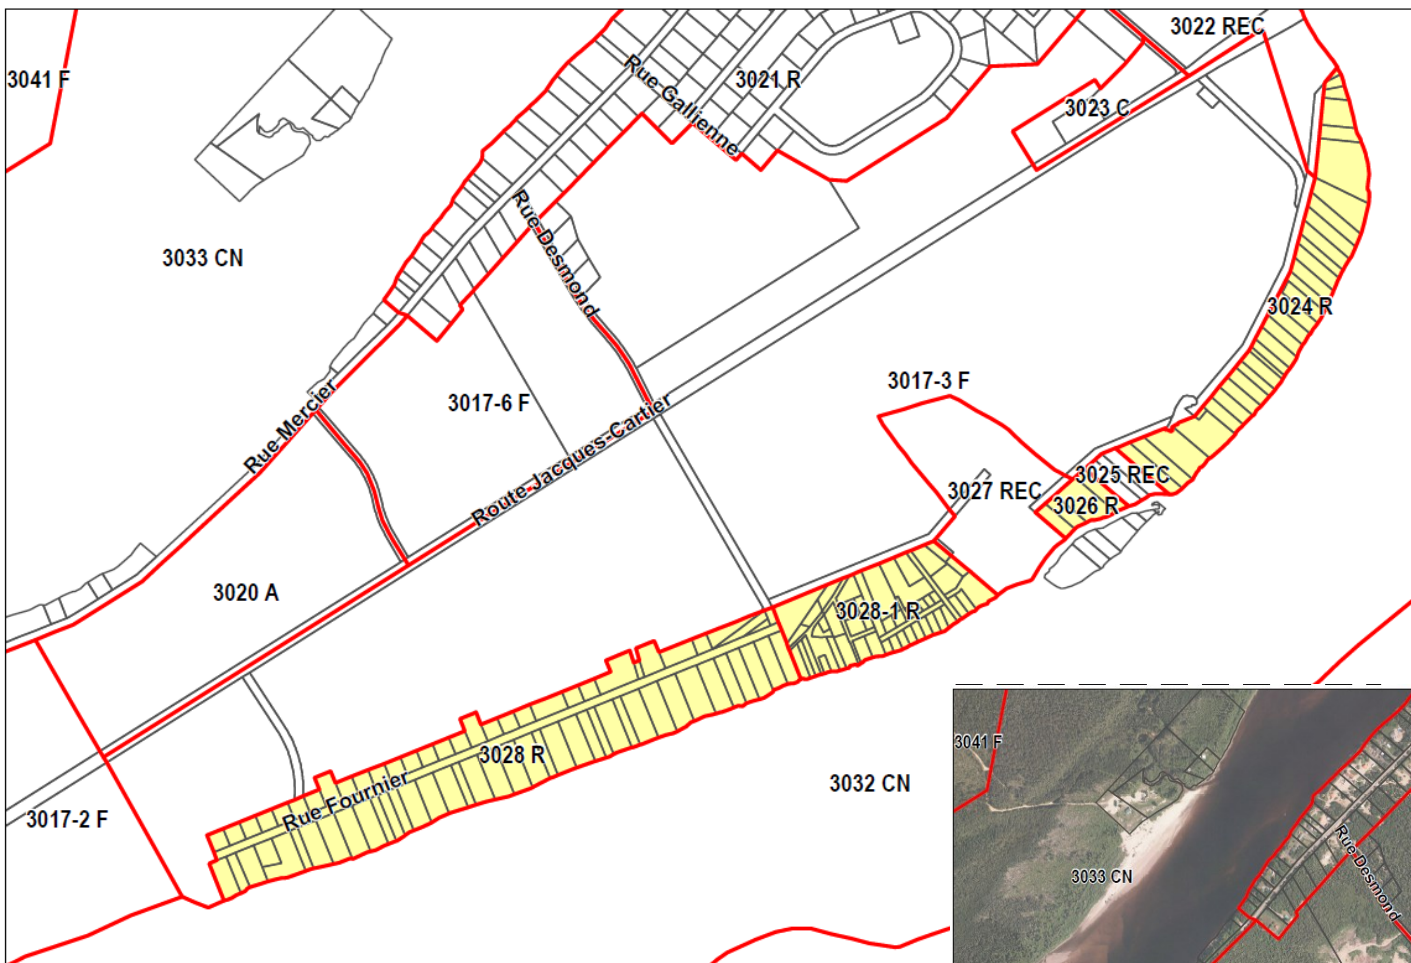 3022 REC
3041 F
3021 R
Rue Gallienne
3023 C
Rue Desmond
3033 CN
3024 R
3017-3 F
3017-6 F
Rue Mercier
Route Jacques-Cartier
3025 REC
3027 REC
3026 R
3020 A
3028-1 R
3028 R
3032 CN
Rue Fournier
3017-2 F
3041 F
3033 CN
Rue Desmond